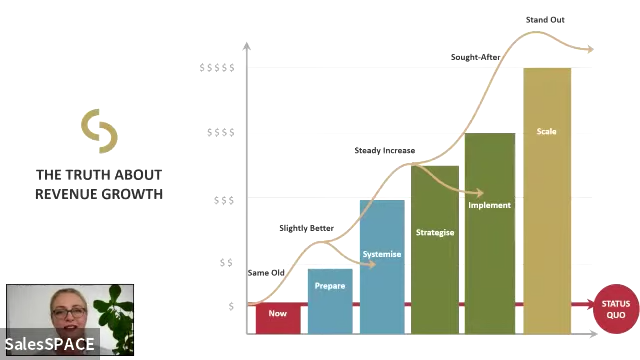 Stand Out
Sought-After
$ $ $ $ $
$ $ $ $
Scale
THE TRUTH ABOUT
REVENUE GROWTH
Steady Increase
$ $ $
Implement
Slightly Better
Strategise
Systemise
$ $
Same Old
Prepare
$
Now
STATUS
QUO
SalesSPACE